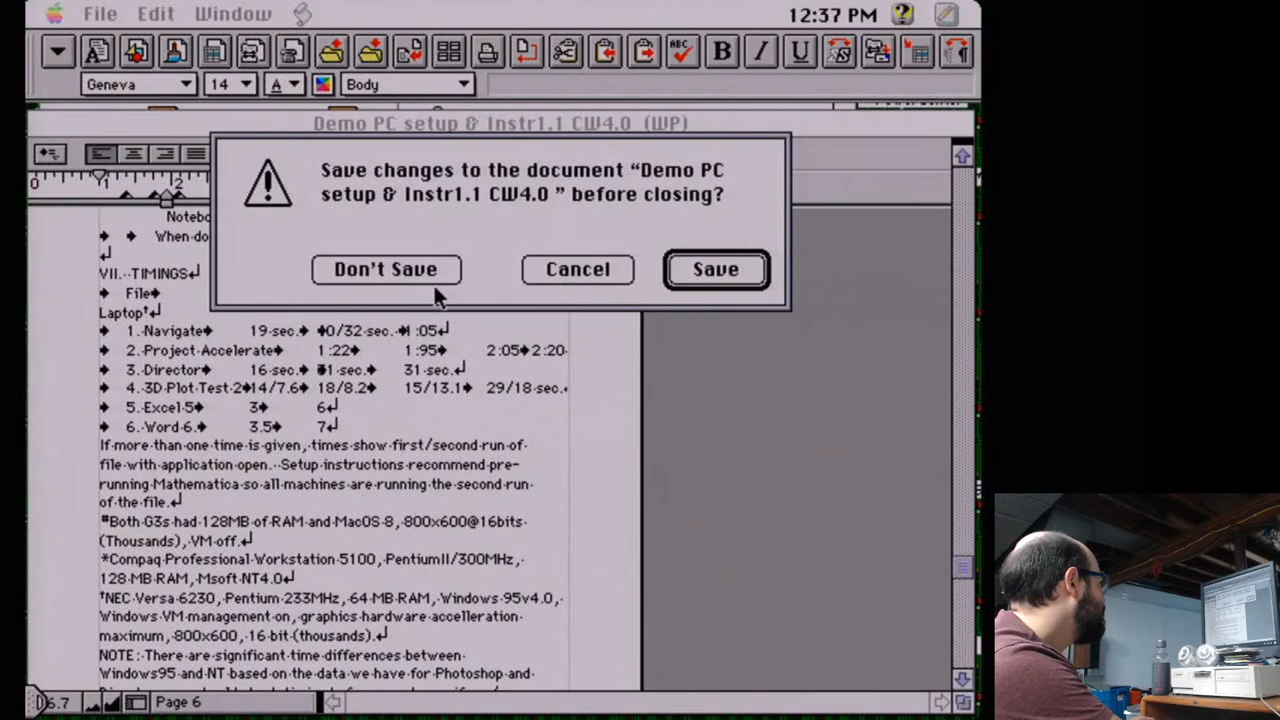 File Edit Window 12:37 PM
ABC B I U
Geneva 14 A Body
Demo PC setup & Instr1.1 CW4.0 (WP)
0 1 2
Save changes to the document “Demo PC
setup & Instr1.1 CW4.0 ” before closing?
Don't Save Cancel Save
Notebo
When do
VII. TIMINGS
File
Laptop†
1. Navigate 19 sec. 0/32 sec. 1:05
2. Project Accelerate 1:22 1:95 2:05 2:20
3. Director 16 sec. 31 sec. 31 sec.
4. 3D Plot Test 2 14/7.6 18/8.2 15/13.1 29/18 sec.
5. Excel 5 3 6
6. Word 6. 3.5 7
If more than one time is given, times show first/second run of
file with application open. Setup instructions recommend pre-
running Mathematica so all machines are running the second run
of the file.
#Both G3s had 128MB of RAM and MacOS 8, 800x600@16bits
(Thousands), VM off.
*Compaq Professional Workstation 5100, PentiumII/300MHz,
128 MB RAM, Msoft NT4.0
†NEC Versa 6230, Pentium 233MHz, 64 MB RAM, Windows 95v4.0,
Windows VM management on, graphics hardware accelleration
maximum, 800x600, 16 bit (thousands).
NOTE: There are significant time differences between
Windows95 and NT based on the data we have for Photoshop and
6.7 Page 6